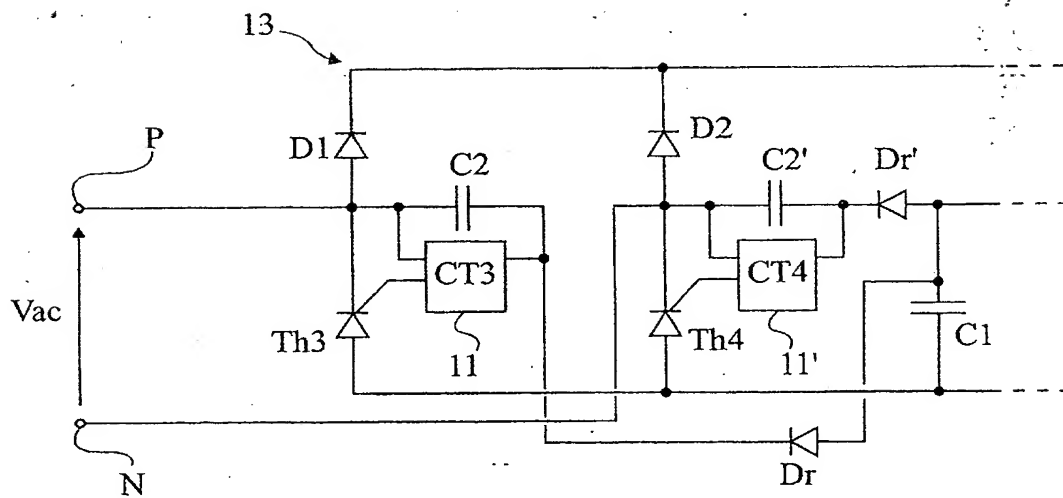 13
P
D1
D2
C2
C2'
Dr'
CT3
CT4
Vac
Th3
11
Th4
11'
C1
N
Dr